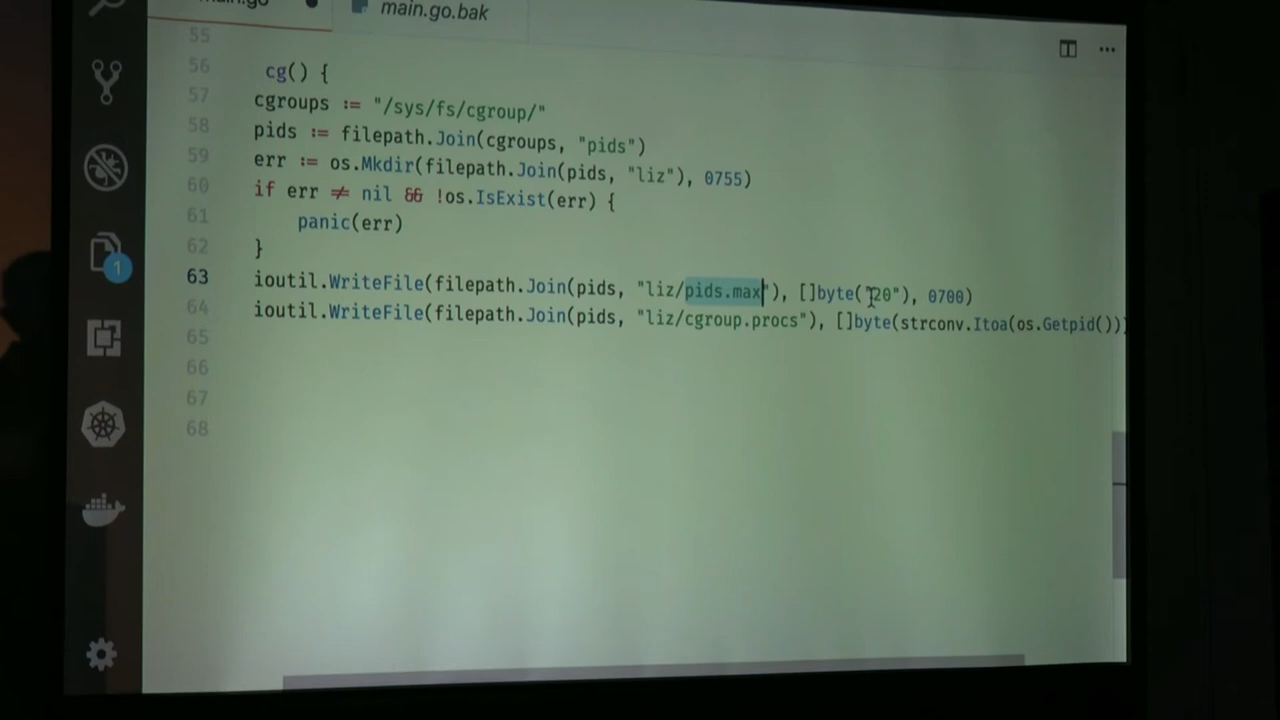 main.go.bak
55
56 cg() {
57 cgroups := "/sys/fs/cgroup/"
58 pids := filepath.Join(cgroups, "pids")
59 err := os.Mkdir(filepath.Join(pids, "liz"), 0755)
60 if err ≠ nil && !os.IsExist(err) {
61 panic(err)
62 }
63 ioutil.WriteFile(filepath.Join(pids, "liz/pids.max"), []byte("20"), 0700)
64 ioutil.WriteFile(filepath.Join(pids, "liz/cgroup.procs"), []byte(strconv.Itoa(os.Getpid()))
65
66
67
68
1